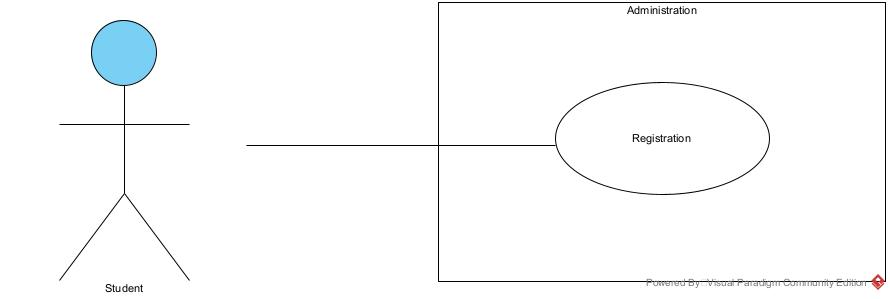 Administration
Registration
Powered By: Visual Paradigm Community Edition
Student